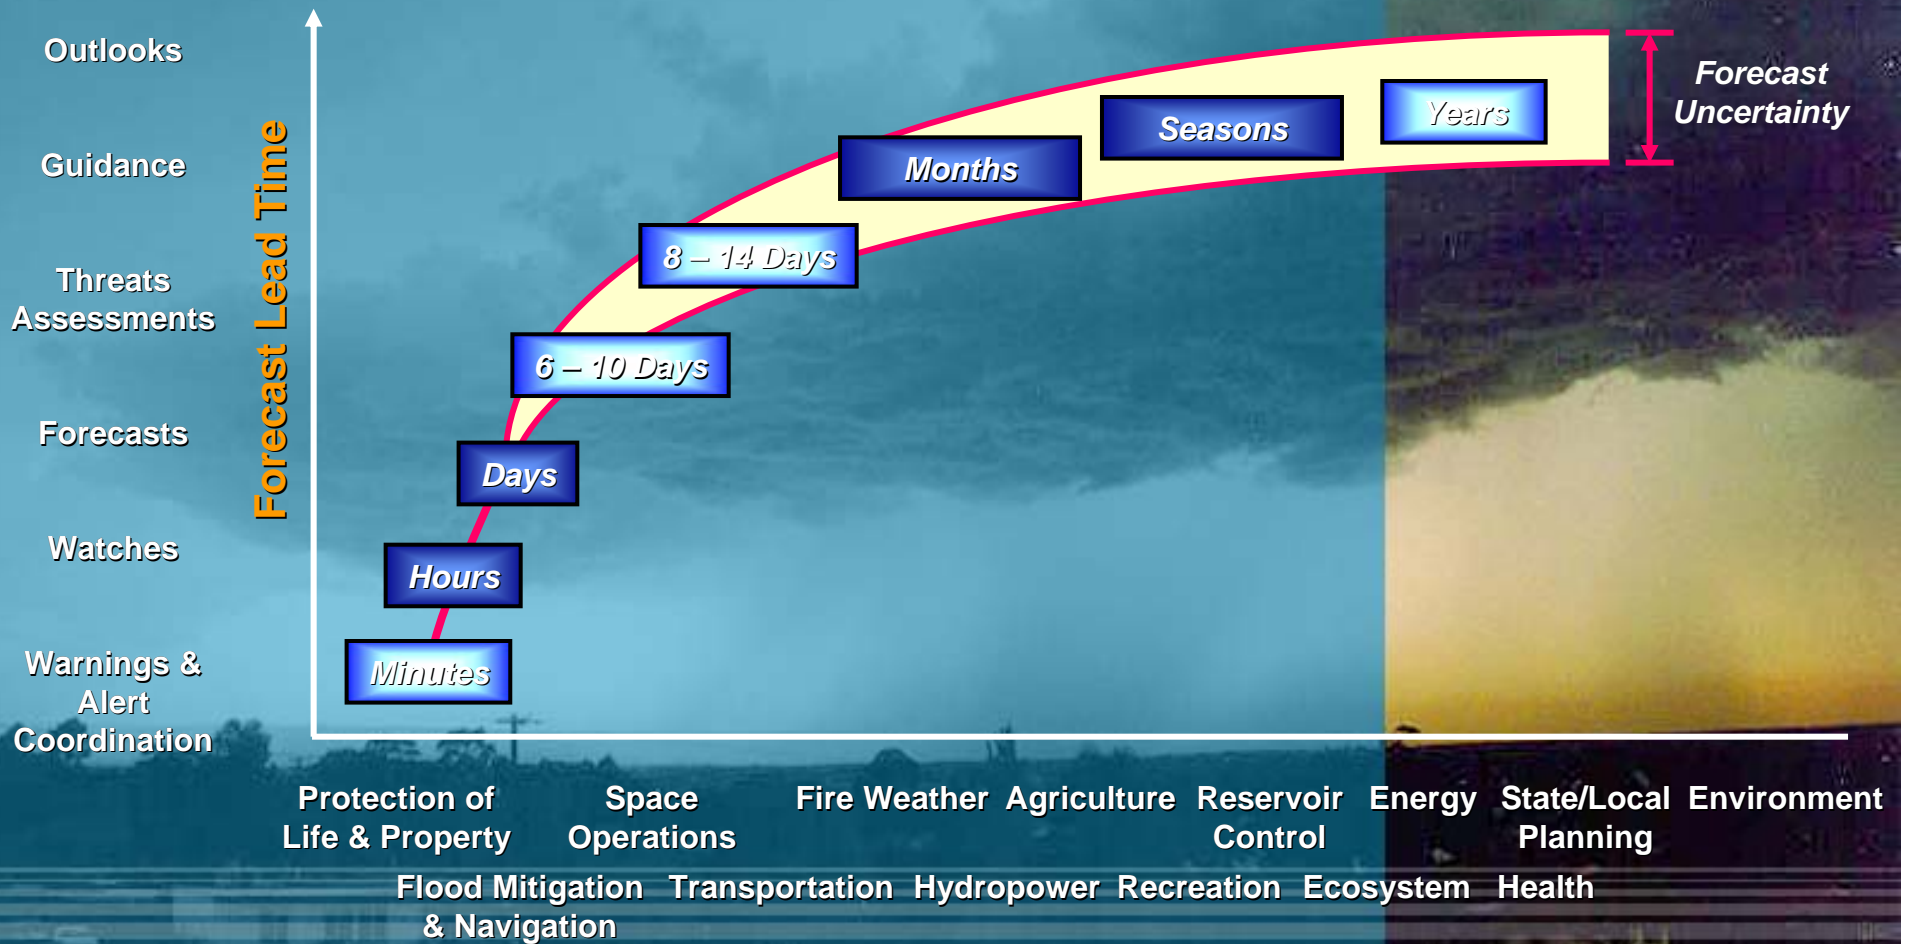 Outlooks
Guidance
Threats
Assessments
Forecasts
Watches
Warnings &
Alert
Coordination
Forecast Lead Time
Years
Seasons
Months
8 – 14 Days
6 – 10 Days
Days
Hours
Minutes
Forecast
Uncertainty
Protection of
Life & Property
Space
Operations
Fire Weather
Agriculture
Reservoir
Control
Energy
State/Local
Planning
Environment
Flood Mitigation
& Navigation
Transportation
Hydropower
Recreation
Ecosystem
Health